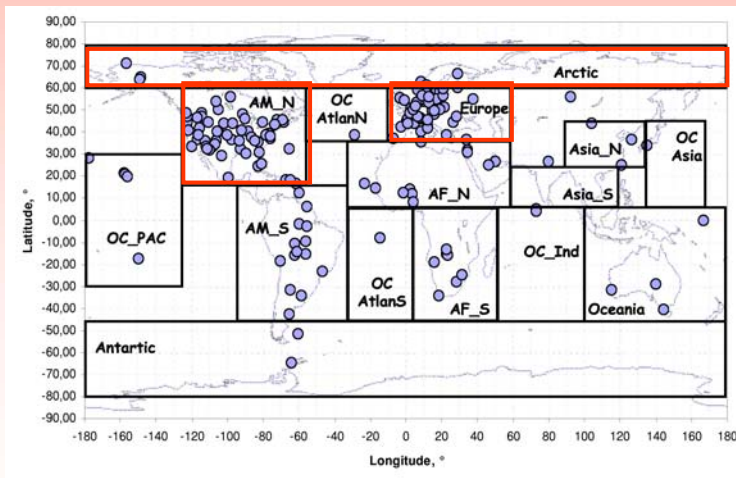 90,00
80,00
70,00
60,00
50,00
40,00
30,00
20,00
10,00
0,00
-10,00
-20,00
-30,00
-40,00
-50,00
-60,00
-70,00
-80,00
-90,00
Latitude, °
Arctic
AM_N
OC
AtlanN
Europe
OC
Asia
Asia_N
Asia_S
AF_N
AM_S
OC_PAC
OC
AtlanS
AF_S
OC_Ind
Oceania
Antartic
-180 -160 -140 -120 -100 -80 -60 -40 -20 0 20 40 60 80 100 120 140 160 180
Longitude, °